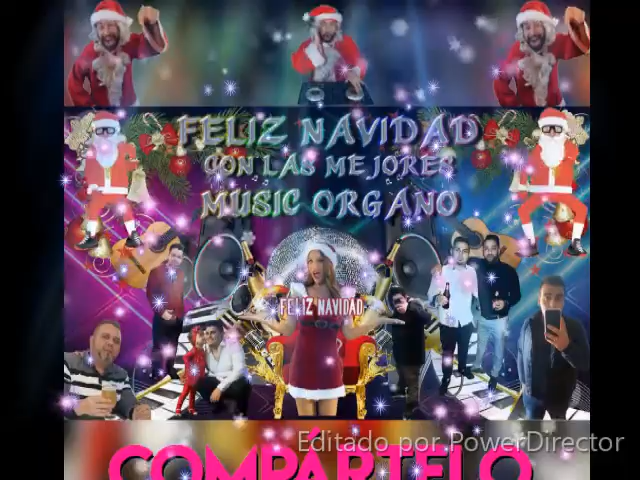 FELIZ NAVIDAD
CON LAS MEJORES
MUSIC ORGANO
FELIZ NAVIDAD
Editado por PowerDirector
COMPÁRTELO